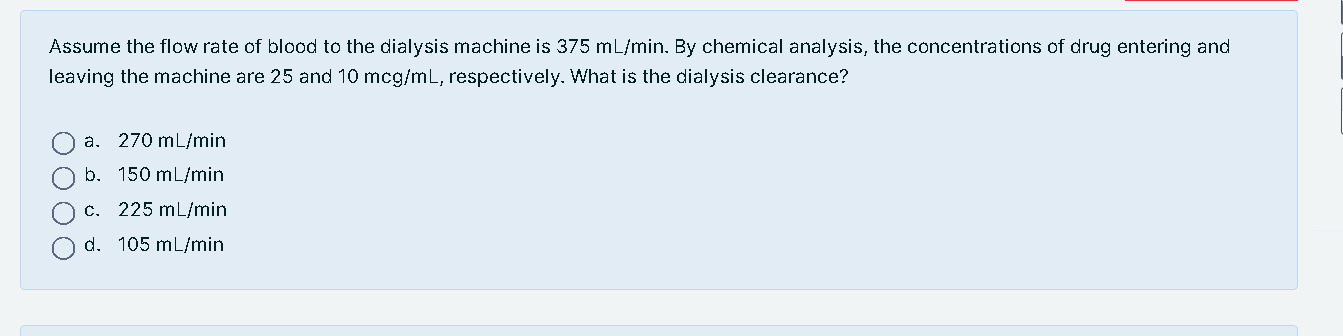 Assume the flow rate of blood to the dialysis machine is 375 mL/min. By chemical analysis, the concentrations of drug entering and
leaving the machine are 25 and 10 mcg/mL, respectively. What is the dialysis clearance?
a. 270 mL/min
b. 150 mL/min
c. 225 mL/min
d. 105 mL/min